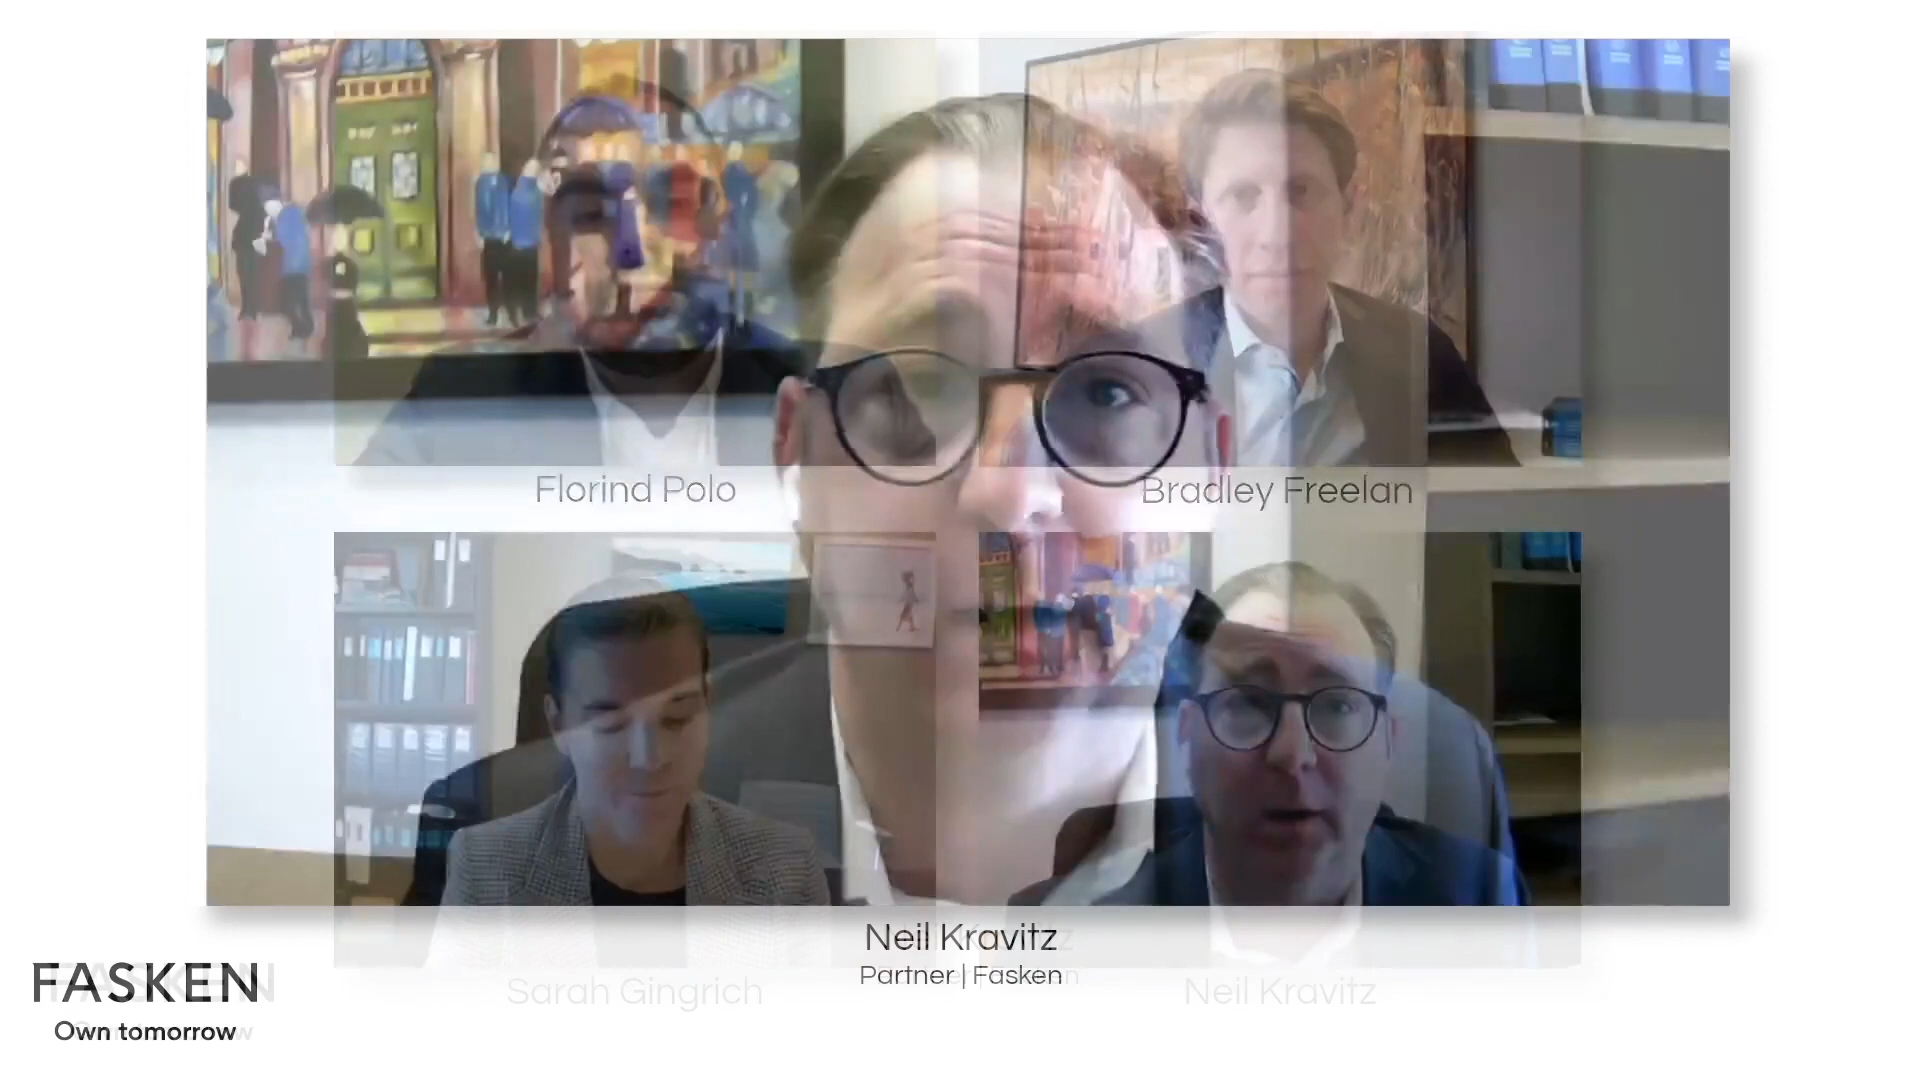 Florind Polo
Bradley Freelan
Neil Kravitz
Partner | Fasken
Sarah Gingrich
Neil Kravitz
FASKEN
Own tomorrow